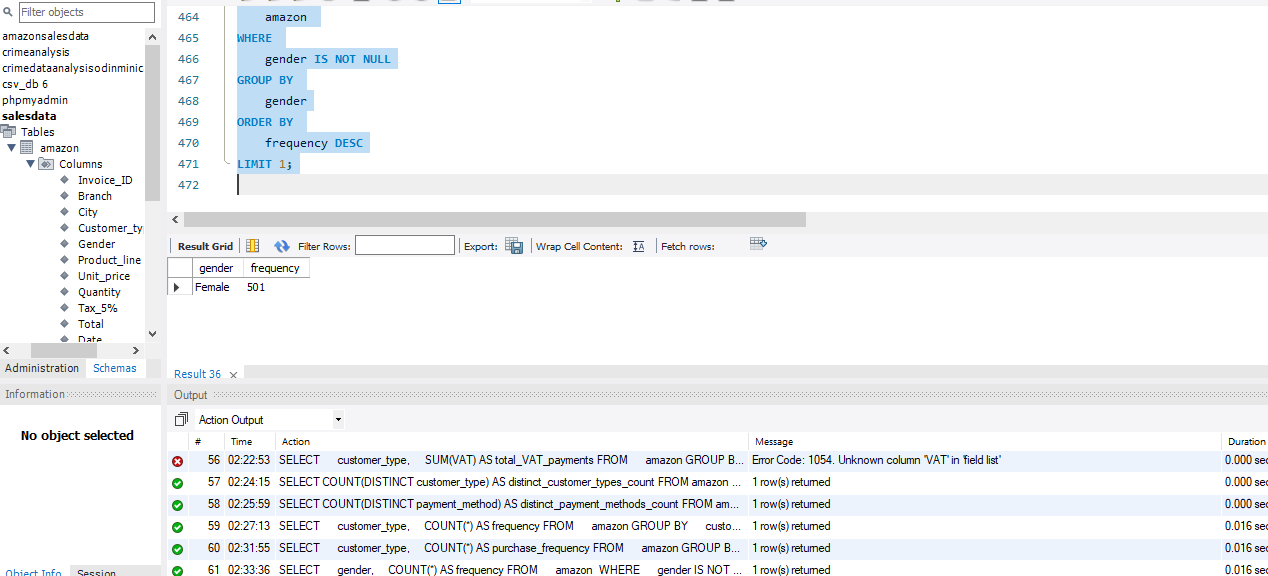 Filter objects
amazonsalesdata
crimeanalysis
crimedataanalysisodinminic
csv_db 6
phpmyadmin
salesdata
Tables
amazon
Columns
Invoice_ID
Branch
City
Customer_ty
Gender
Product_line
Unit_price
Quantity
Tax_5%
Total
Date
Administration Schemas
Information
No object selected
Object Info Session
464 amazon
465 WHERE
466 gender IS NOT NULL
467 GROUP BY
468 gender
469 ORDER BY
470 frequency DESC
471 LIMIT 1;
472
Result Grid Filter Rows: Export: Wrap Cell Content: Fetch rows:
gender frequency
Female 501
Result 36
Output
Action Output
# Time Action Message Duration
56 02:22:53 SELECT customer_type, SUM(VAT) AS total_VAT_payments FROM amazon GROUP B... Error Code: 1054. Unknown column 'VAT' in 'field list' 0.000 sec
57 02:24:15 SELECT COUNT(DISTINCT customer_type) AS distinct_customer_types_count FROM amazon ... 1 row(s) returned 0.000 sec
58 02:25:59 SELECT COUNT(DISTINCT payment_method) AS distinct_payment_methods_count FROM am... 1 row(s) returned 0.000 sec
59 02:27:13 SELECT customer_type, COUNT(*) AS frequency FROM amazon GROUP BY custo... 1 row(s) returned 0.016 sec
60 02:31:55 SELECT customer_type, COUNT(*) AS purchase_frequency FROM amazon GROUP B... 1 row(s) returned 0.016 sec
61 02:33:36 SELECT gender, COUNT(*) AS frequency FROM amazon WHERE gender IS NOT ... 1 row(s) returned 0.016 sec